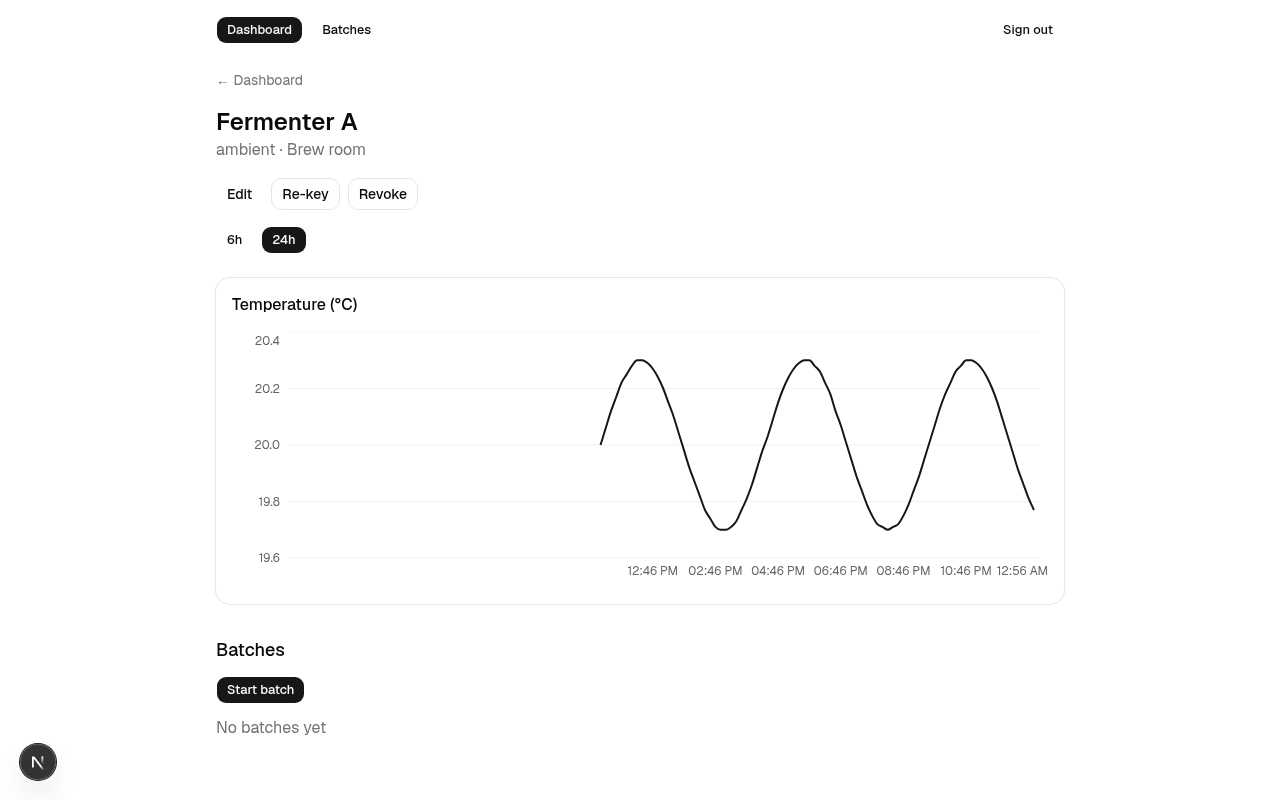 Dashboard Batches Sign out
← Dashboard
Fermenter A
ambient · Brew room
Edit Re-key Revoke
6h 24h
Temperature (°C)
20.4
20.2
20.0
19.8
19.6
12:46 PM 02:46 PM 04:46 PM 06:46 PM 08:46 PM 10:46 PM 12:56 AM
Batches
Start batch
No batches yet
N